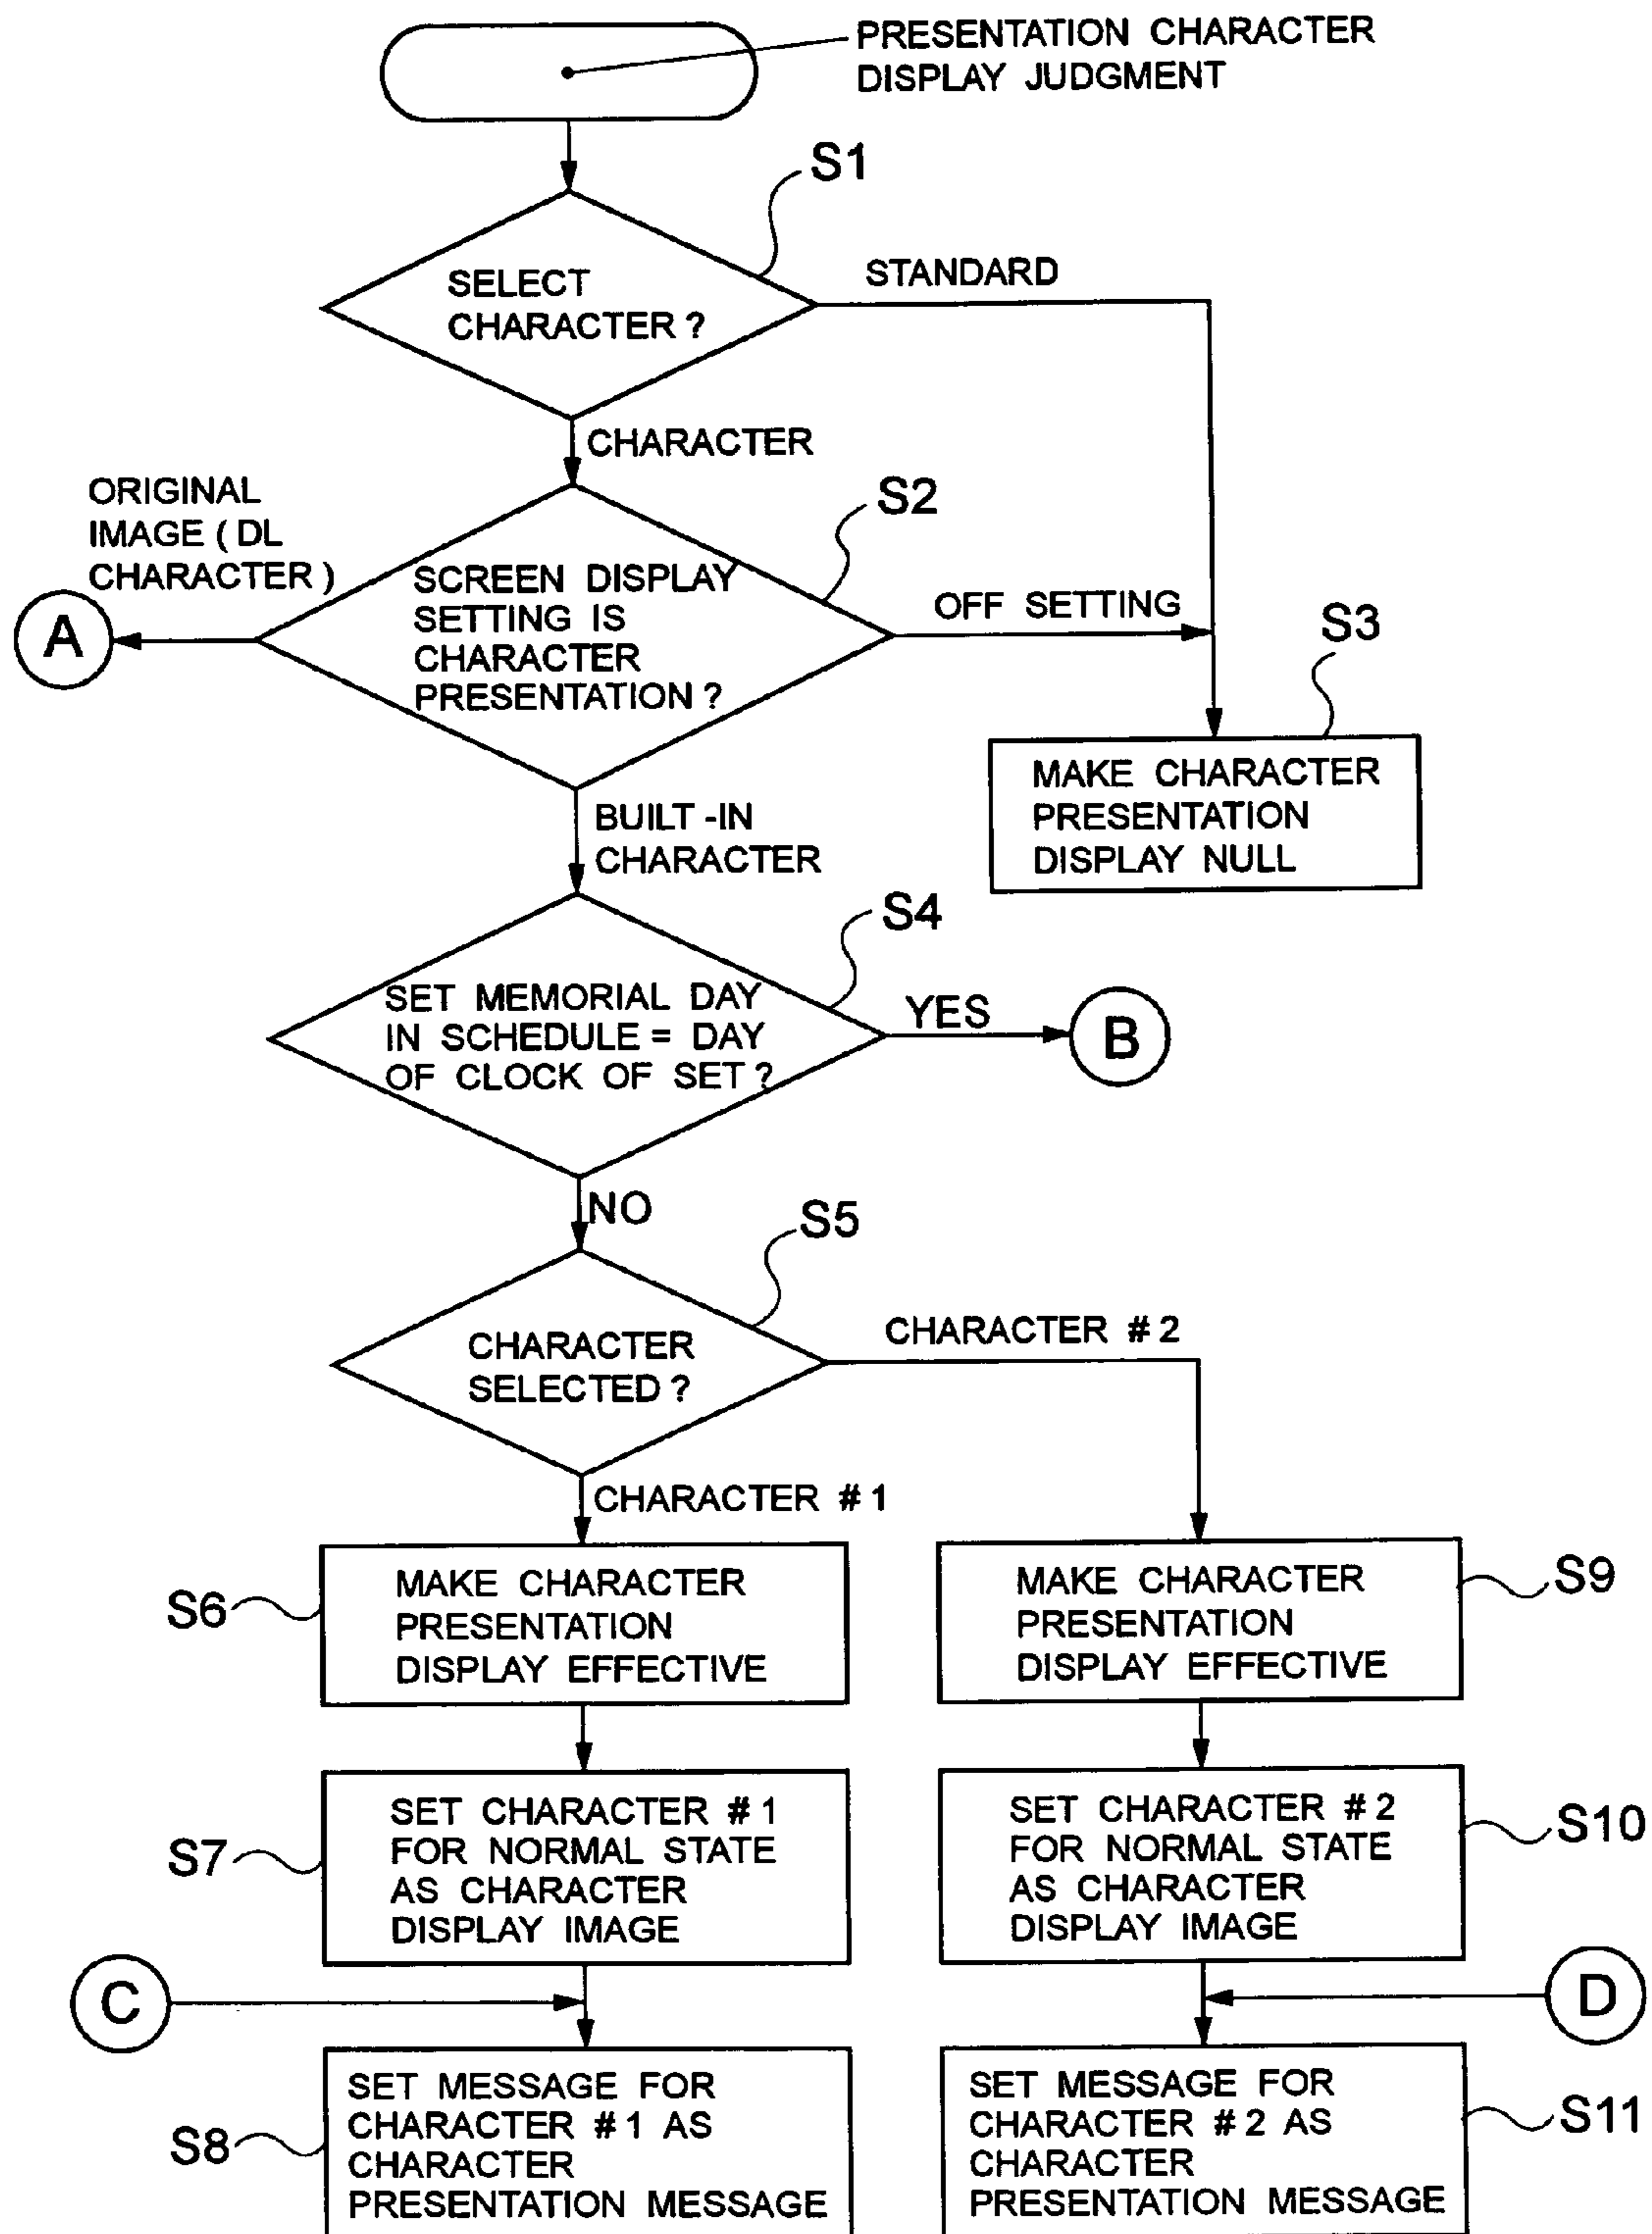 PRESENTATION CHARACTER
DISPLAY JUDGMENT
S1
SELECT
CHARACTER ?
STANDARD
CHARACTER
ORIGINAL
IMAGE ( DL
CHARACTER )
S2
A
SCREEN DISPLAY
SETTING IS
CHARACTER
PRESENTATION ?
OFF SETTING
S3
MAKE CHARACTER
PRESENTATION
DISPLAY NULL
BUILT -IN
CHARACTER
S4
SET MEMORIAL DAY
IN SCHEDULE = DAY
OF CLOCK OF SET ?
YES
B
NO
S5
CHARACTER
SELECTED ?
CHARACTER # 2
CHARACTER # 1
S6
MAKE CHARACTER
PRESENTATION
DISPLAY EFFECTIVE
MAKE CHARACTER
PRESENTATION
DISPLAY EFFECTIVE
S9
S7
SET CHARACTER # 1
FOR NORMAL STATE
AS CHARACTER
DISPLAY IMAGE
SET CHARACTER # 2
FOR NORMAL STATE
AS CHARACTER
DISPLAY IMAGE
S10
C
D
S8
SET MESSAGE FOR
CHARACTER # 1 AS
CHARACTER
PRESENTATION MESSAGE
SET MESSAGE FOR
CHARACTER # 2 AS
CHARACTER
PRESENTATION MESSAGE
S11